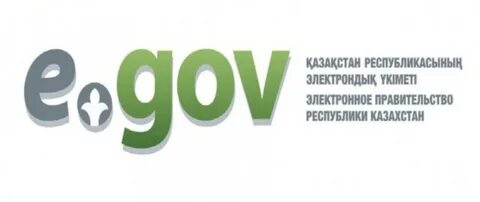 e.gov
ҚАЗАҚСТАН РЕСПУБЛИКАСЫНЫҢ
ЭЛЕКТРОНДЫҚ ҮКІМЕТІ
ЭЛЕКТРОННОЕ ПРАВИТЕЛЬСТВО
РЕСПУБЛИКИ КАЗАХСТАН